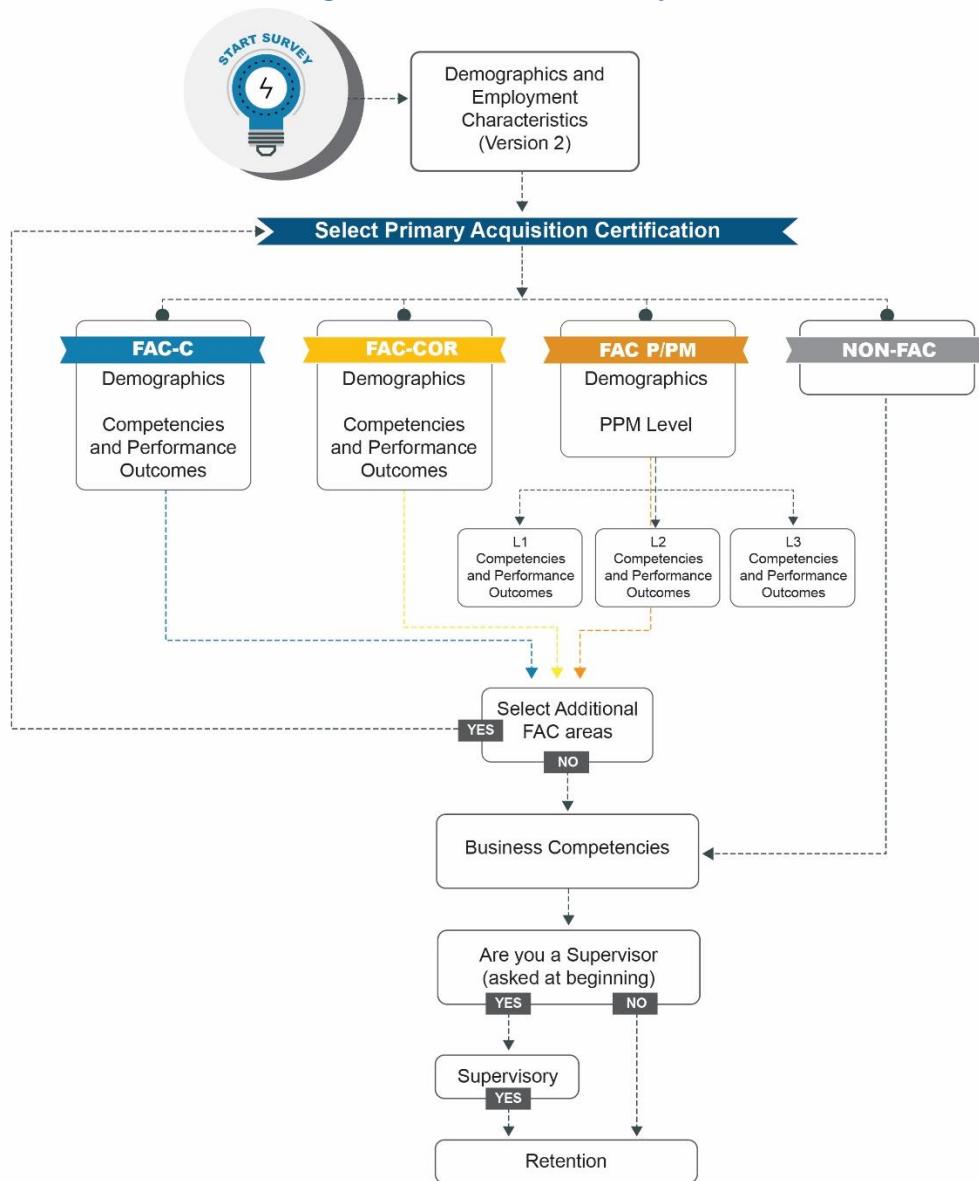 START SURVEY
Demographics and
Employment
Characteristics
(Version 2)
Select Primary Acquisition Certification
FAC-C
Demographics
Competencies
and Performance
Outcomes
FAC-COR
Demographics
Competencies
and Performance
Outcomes
FAC P/PM
Demographics
PPM Level
NON-FAC
L1
Competencies
and Performance
Outcomes
L2
Competencies
and Performance
Outcomes
L3
Competencies
and Performance
Outcomes
Select Additional
FAC areas
YES
NO
Business Competencies
Are you a Supervisor
(asked at beginning)
YES
NO
Supervisory
YES
Retention